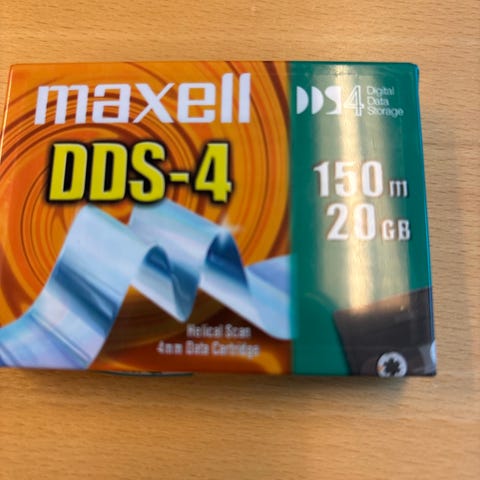 maxell
DDS-4
Helical Scan
4mm Data Cartridge
DDS4 Digital
Data
Storage
150m
20GB